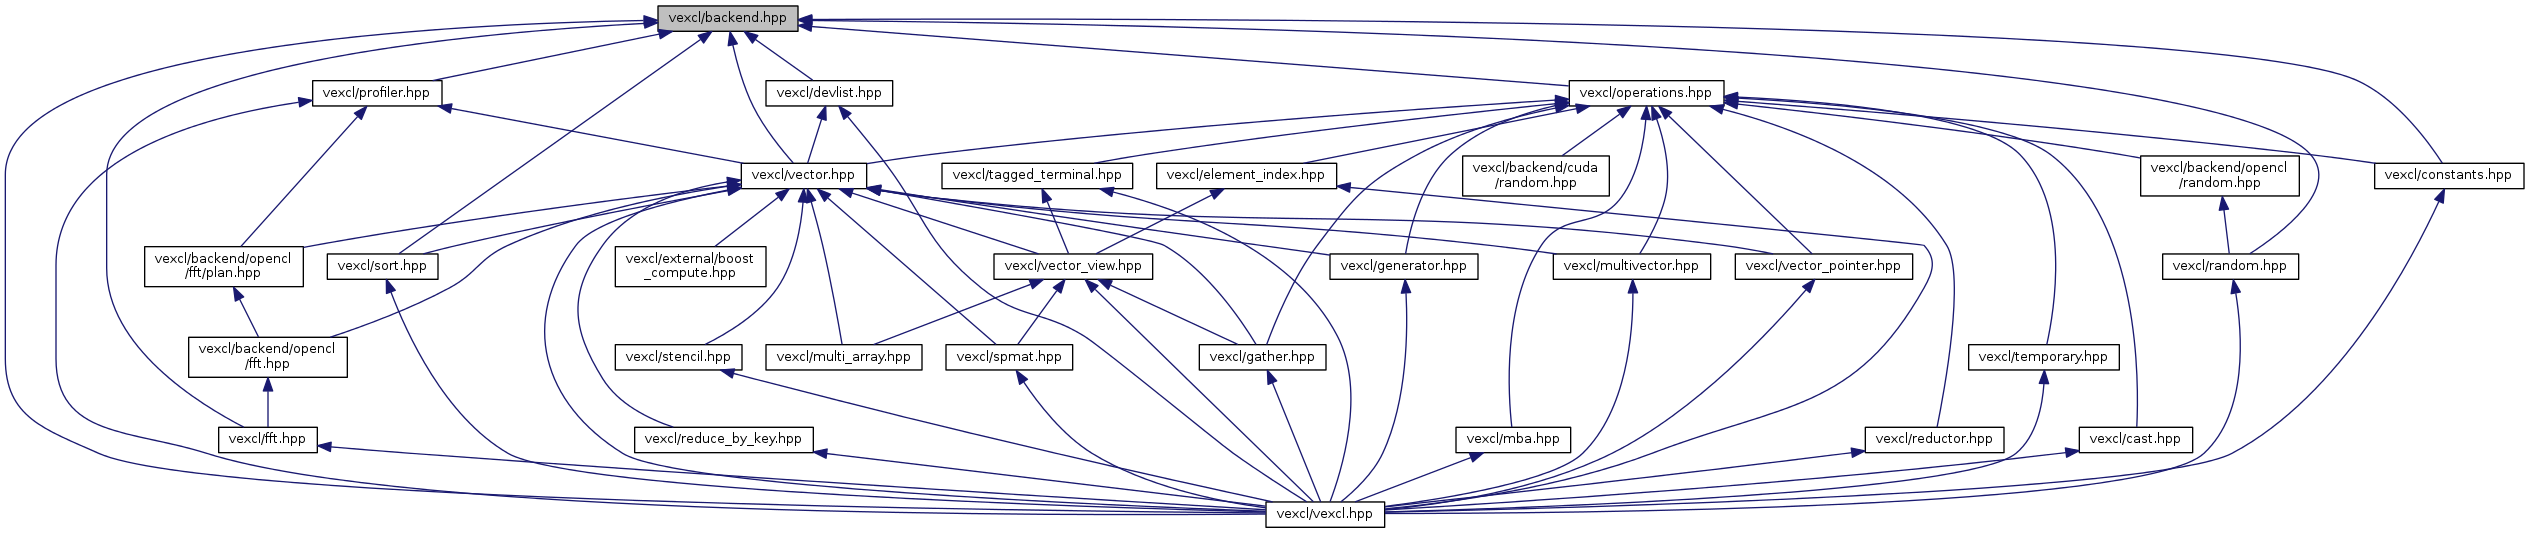 vexcl/backend.hpp
vexcl/profiler.hpp
vexcl/devlist.hpp
vexcl/operations.hpp
vexcl/vector.hpp
vexcl/tagged_terminal.hpp
vexcl/element_index.hpp
vexcl/backend/cuda
/random.hpp
vexcl/backend/opencl
/random.hpp
vexcl/constants.hpp
vexcl/backend/opencl
/fft/plan.hpp
vexcl/sort.hpp
vexcl/external/boost
_compute.hpp
vexcl/vector_view.hpp
vexcl/generator.hpp
vexcl/multivector.hpp
vexcl/vector_pointer.hpp
vexcl/random.hpp
vexcl/backend/opencl
/fft.hpp
vexcl/stencil.hpp
vexcl/multi_array.hpp
vexcl/spmat.hpp
vexcl/gather.hpp
vexcl/temporary.hpp
vexcl/fft.hpp
vexcl/reduce_by_key.hpp
vexcl/mba.hpp
vexcl/reductor.hpp
vexcl/cast.hpp
vexcl/vexcl.hpp